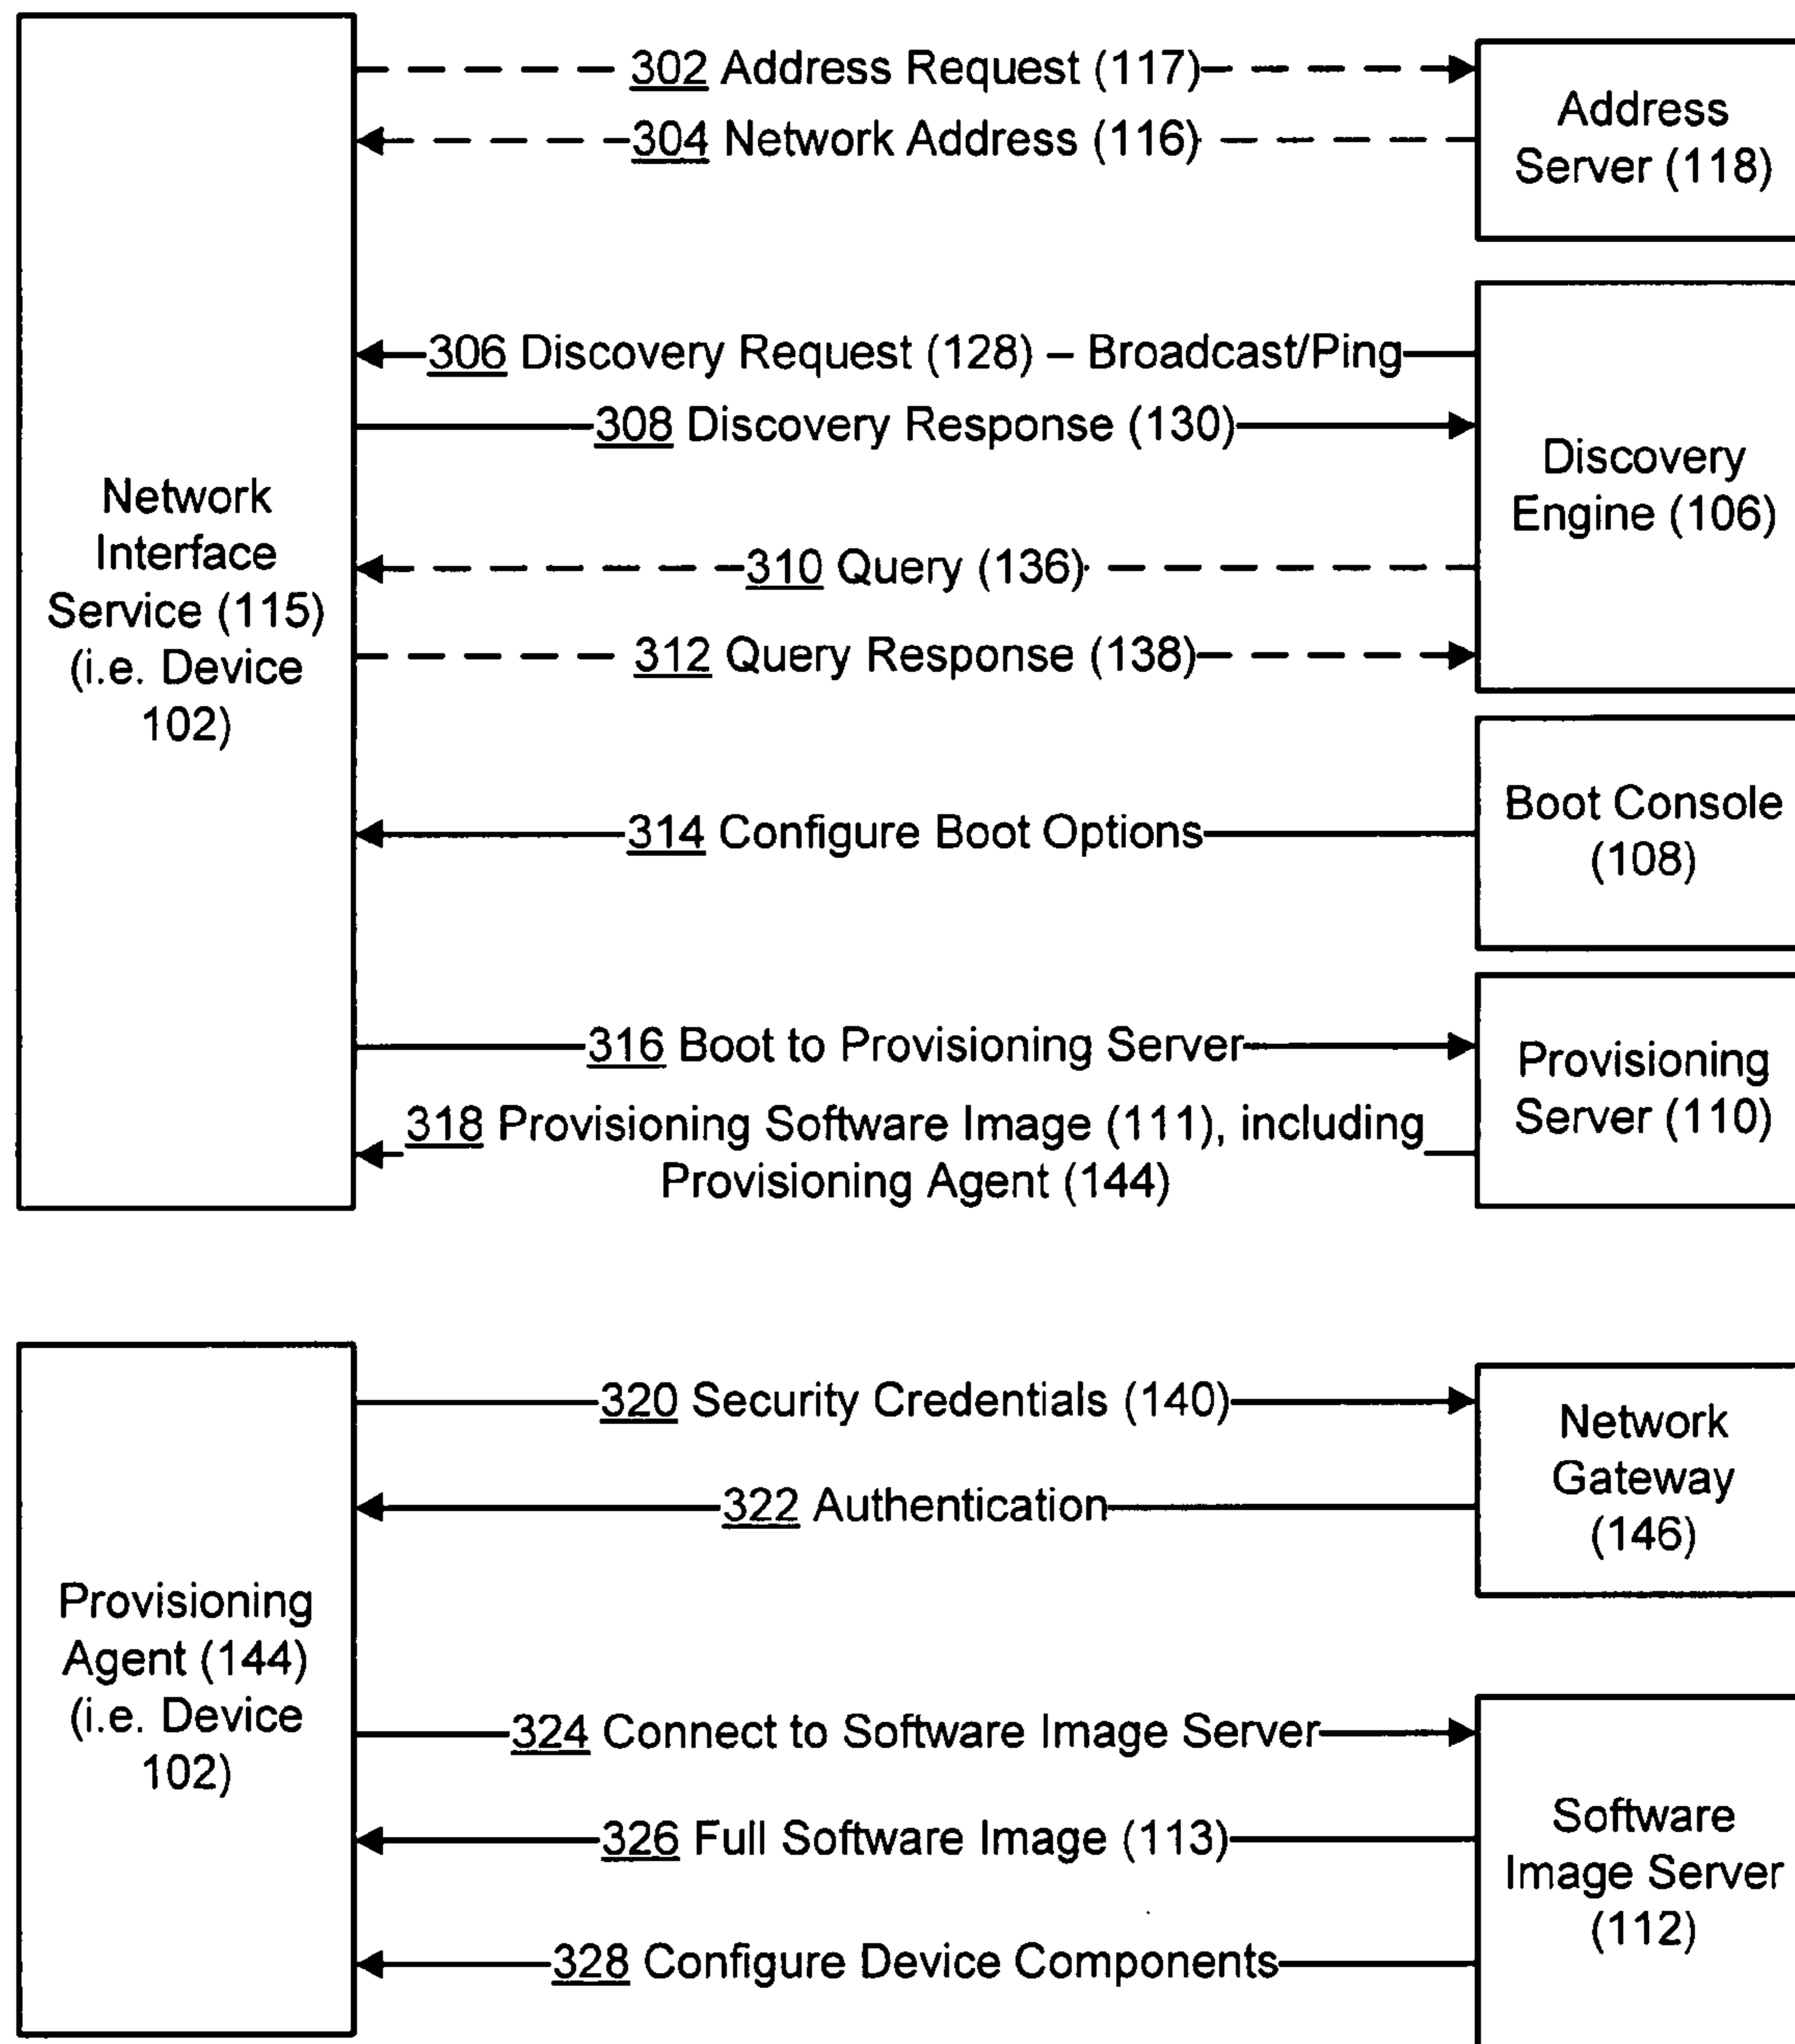 302 Address Request (117)
304 Network Address (116)
Address
Server (118)
306 Discovery Request (128) – Broadcast/Ping
308 Discovery Response (130)
310 Query (136)
312 Query Response (138)
Discovery
Engine (106)
Network
Interface
Service (115)
(i.e. Device
102)
314 Configure Boot Options
Boot Console
(108)
316 Boot to Provisioning Server
318 Provisioning Software Image (111), including
Provisioning Agent (144)
Provisioning
Server (110)
320 Security Credentials (140)
322 Authentication
Network
Gateway
(146)
Provisioning
Agent (144)
(i.e. Device
102)
324 Connect to Software Image Server
326 Full Software Image (113)
328 Configure Device Components
Software
Image Server
(112)